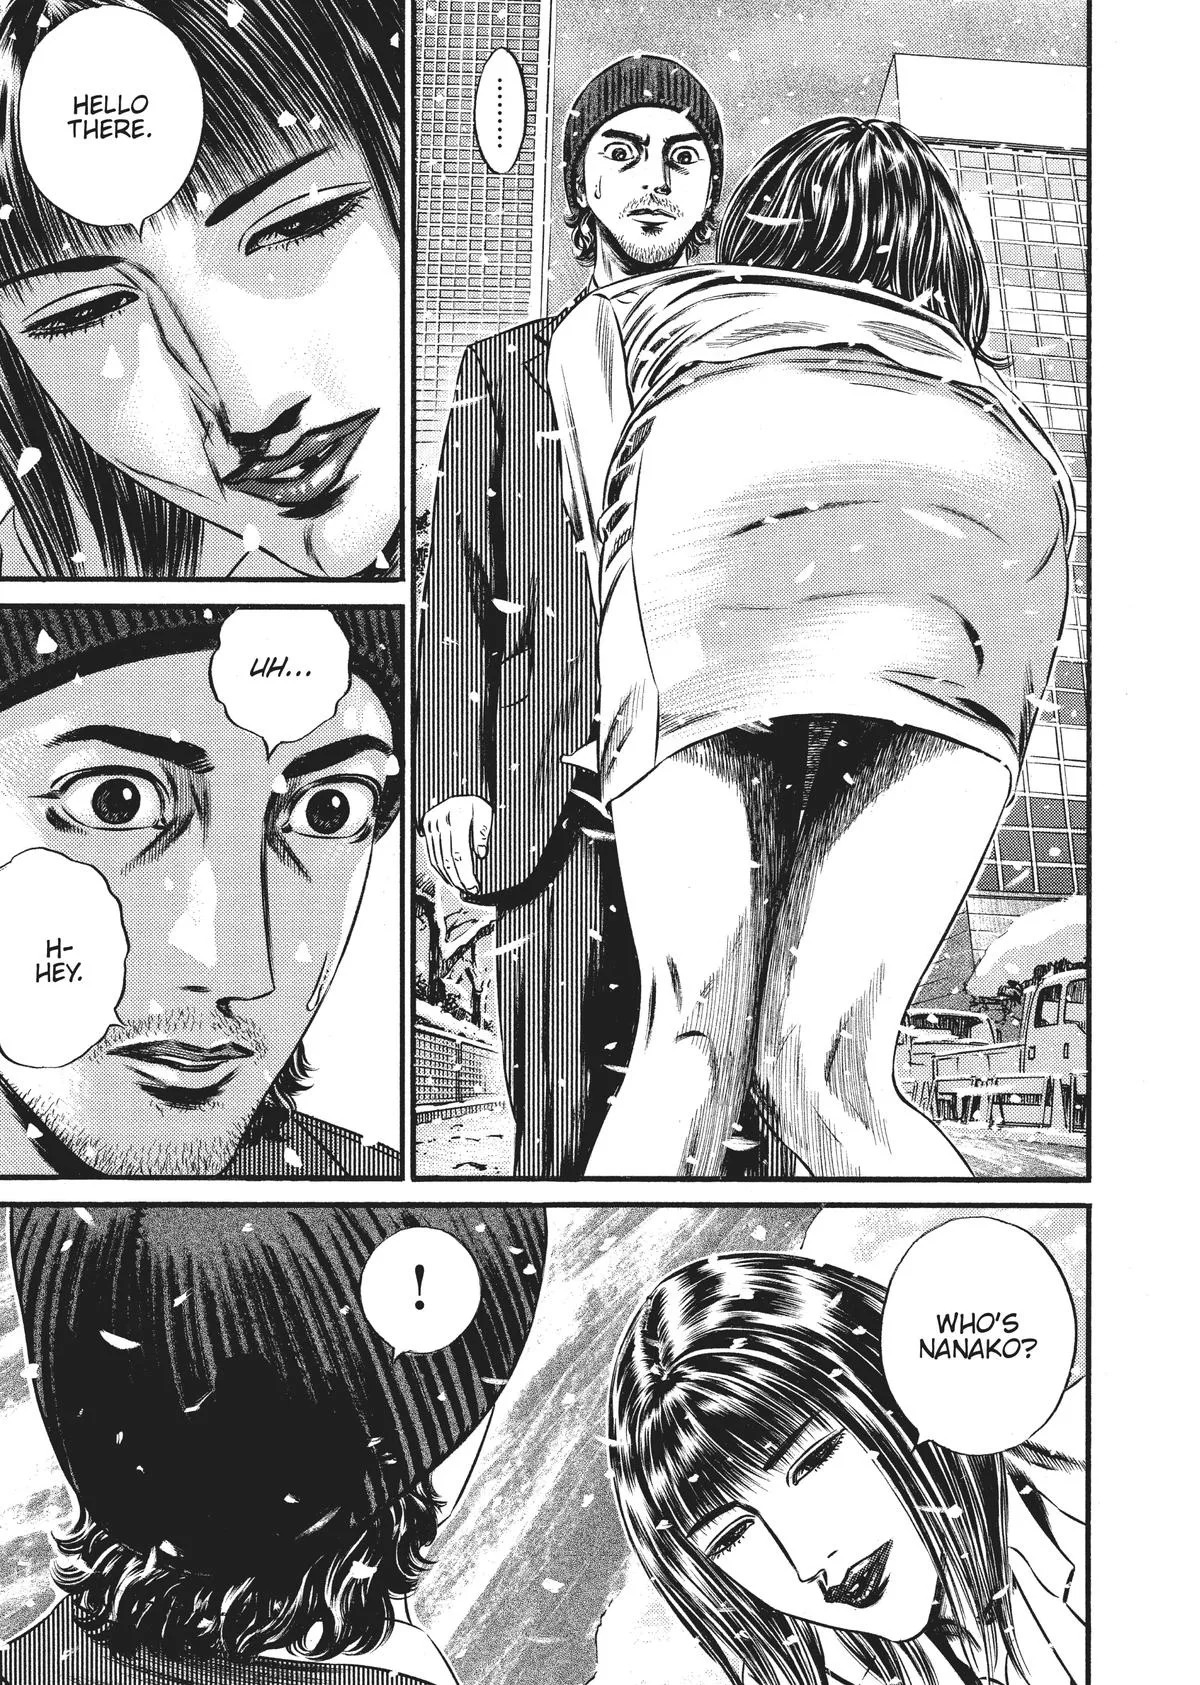 .........
HELLO
THERE.
UH...
H-
HEY.
WHO'S
NANAKO?
!